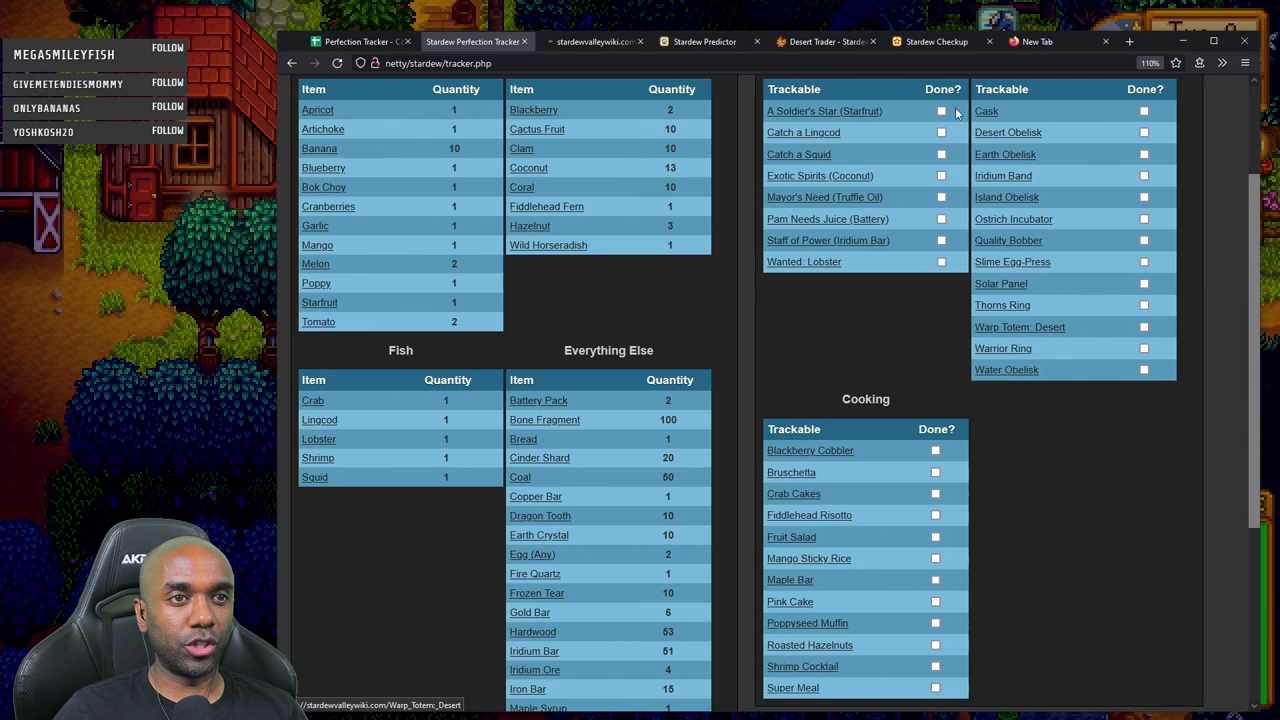 MEGASMILEYFISH FOLLOW
GIVEMETENDIESMOMMY FOLLOW
ONLYBANANAS FOLLOW
YOSHKOSH20 FOLLOW
Perfection Tracker - C
Stardew Perfection Tracker
stardewvalleywiki.com
Stardew Predictor
Desert Trader - Starde
Stardew Checkup
New Tab
netty/stardew/tracker.php
110%
Item Quantity
Apricot 1
Artichoke 1
Banana 10
Blueberry 1
Bok Choy 1
Cranberries 1
Garlic 1
Mango 1
Melon 2
Poppy 1
Starfruit 1
Tomato 2
Item Quantity
Blackberry 2
Cactus Fruit 10
Clam 10
Coconut 13
Coral 10
Fiddlehead Fern 1
Hazelnut 3
Wild Horseradish 1
Fish
Item Quantity
Crab 1
Lingcod 1
Lobster 1
Shrimp 1
Squid 1
Everything Else
Item Quantity
Battery Pack 2
Bone Fragment 100
Bread 1
Cinder Shard 20
Coal 50
Copper Bar 1
Dragon Tooth 10
Earth Crystal 10
Egg (Any) 2
Fire Quartz 1
Frozen Tear 10
Gold Bar 6
Hardwood 53
Iridium Bar 51
Iridium Ore 4
Iron Bar 15
Maple Syrup 1
Trackable Done?
A Soldier's Star (Starfruit)
Catch a Lingcod
Catch a Squid
Exotic Spirits (Coconut)
Mayor's Need (Truffle Oil)
Pam Needs Juice (Battery)
Staff of Power (Iridium Bar)
Wanted: Lobster
Trackable Done?
Cask
Desert Obelisk
Earth Obelisk
Iridium Band
Island Obelisk
Ostrich Incubator
Quality Bobber
Slime Egg-Press
Solar Panel
Thorns Ring
Warp Totem: Desert
Warrior Ring
Water Obelisk
Cooking
Trackable Done?
Blackberry Cobbler
Bruschetta
Crab Cakes
Fiddlehead Risotto
Fruit Salad
Mango Sticky Rice
Maple Bar
Pink Cake
Poppyseed Muffin
Roasted Hazelnuts
Shrimp Cocktail
Super Meal
//stardewvalleywiki.com/Warp_Totem:_Desert